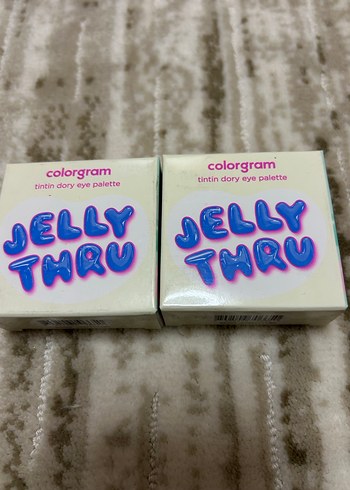 colorgram
tintin dory eye palette
JELLY
THRU
colorgram
tintin dory eye palette
JELLY
THRU